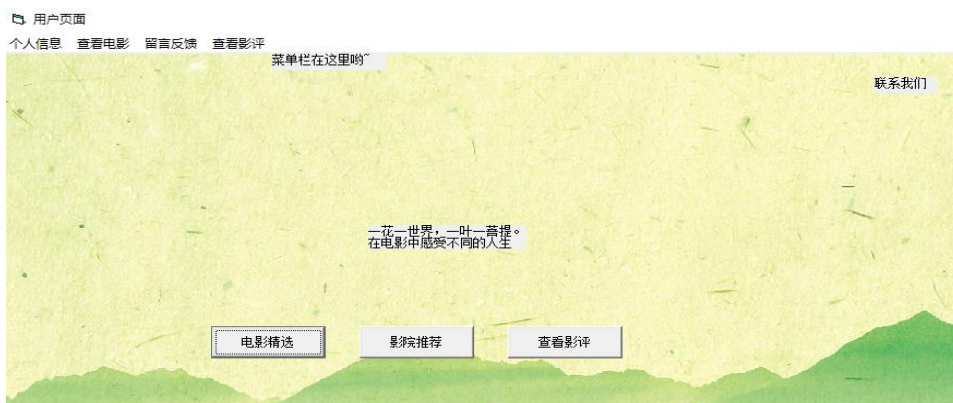 用户页面
个人信息 查看电影 留言反馈 查看影评
菜单栏在这里哟~
联系我们
一花一世界，一叶一菩提。
在电影中感受不同的人生
电影精选 影院推荐 查看影评